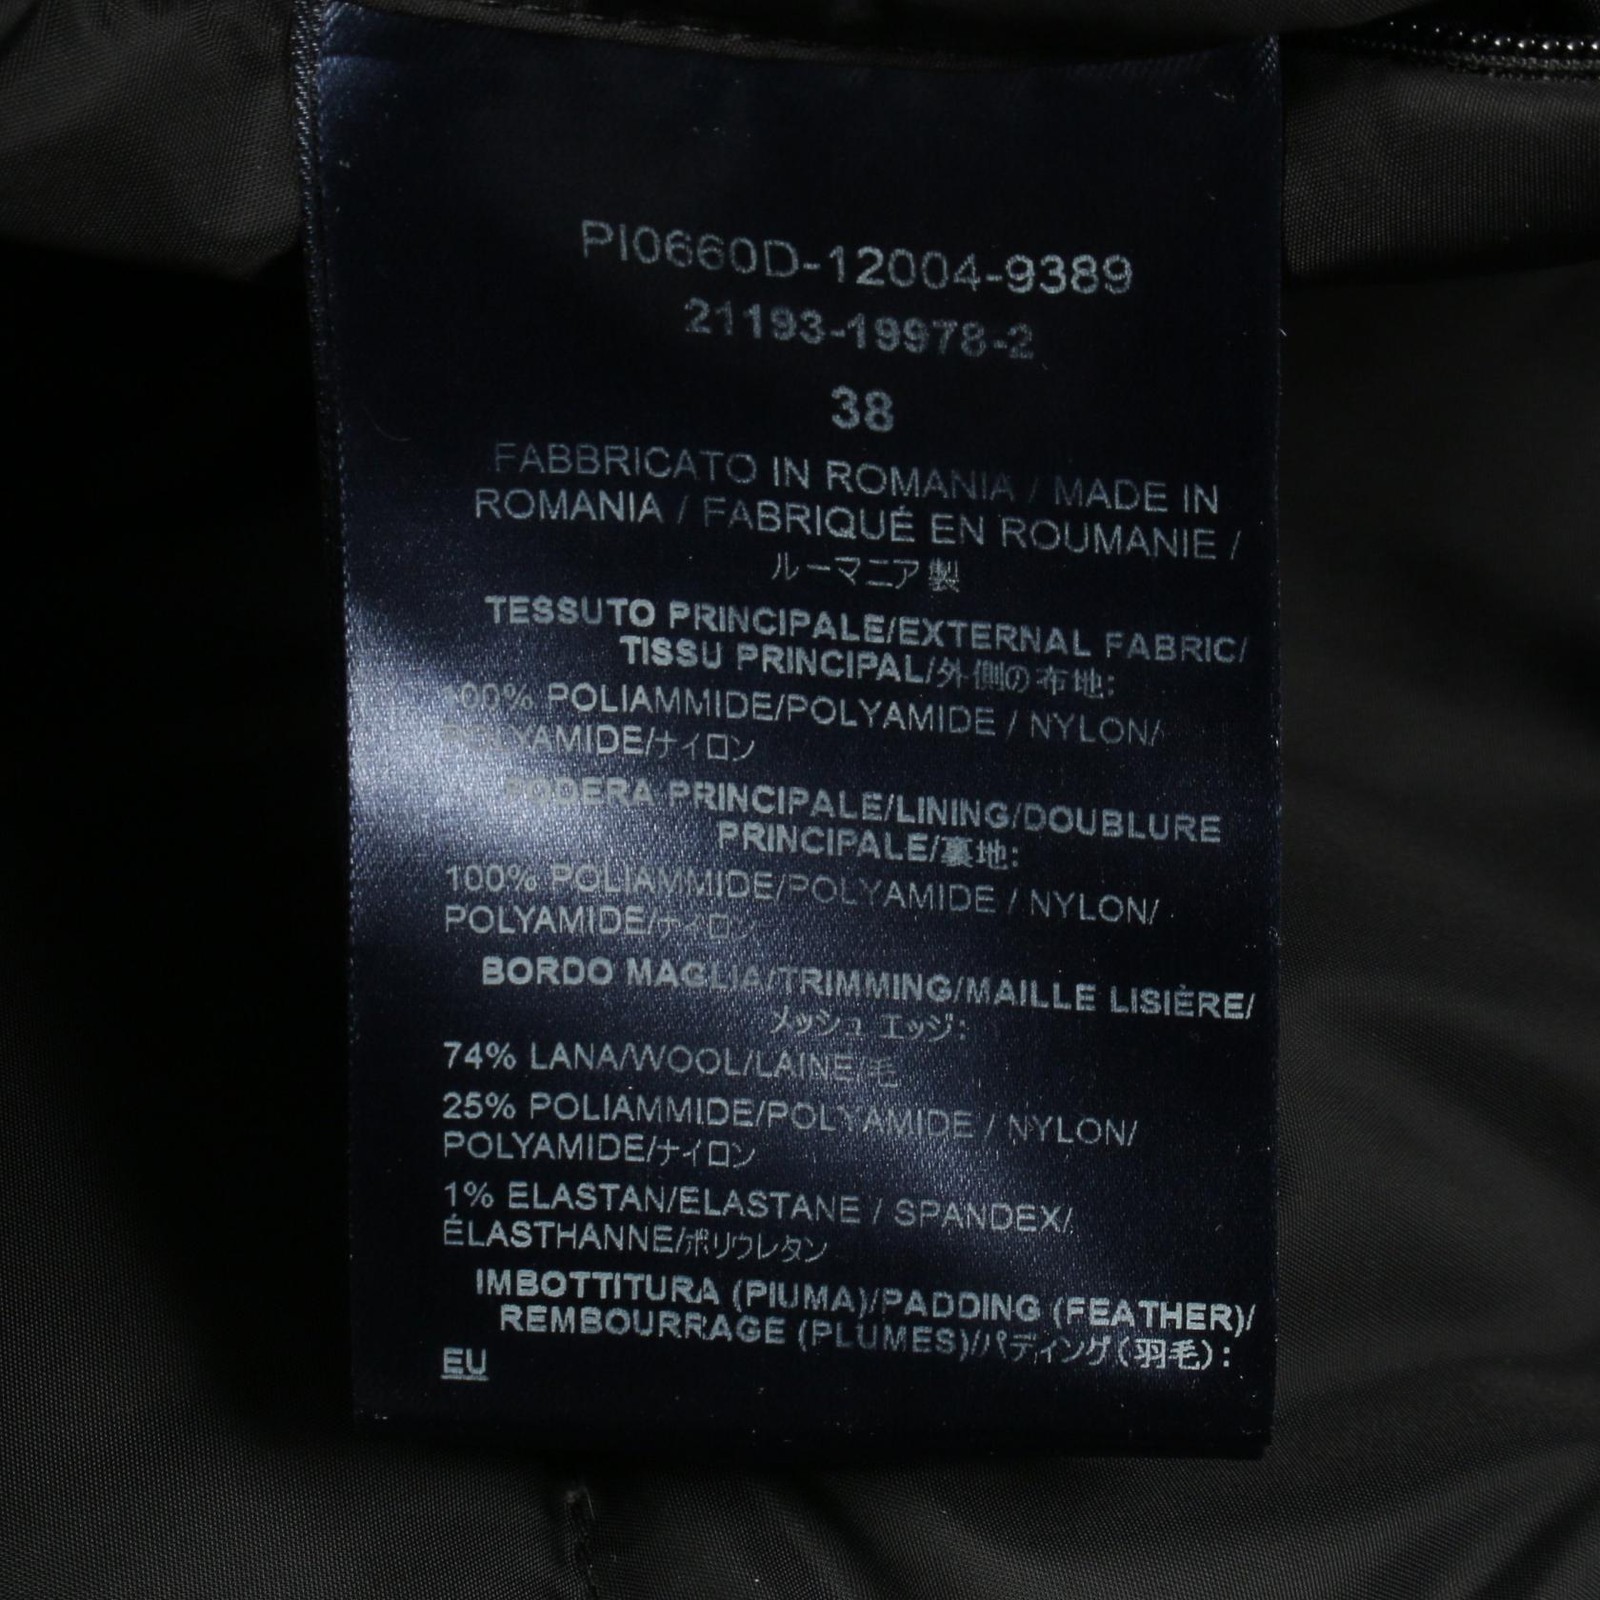 PI0660D-12004-9389
21193-19978-2
38
FABBRICATO IN ROMANIA / MADE IN
ROMANIA / FABRIQUÉ EN ROUMANIE /
ルーマニア製
TESSUTO PRINCIPALE/EXTERNAL FABRIC/
TISSU PRINCIPAL/外側の布地:
100% POLIAMMIDE/POLYAMIDE / NYLON/
POLYAMIDE/ナイロン
FODERA PRINCIPALE/LINING/DOUBLURE
PRINCIPALE/裏地:
100% POLIAMMIDE/POLYAMIDE / NYLON/
POLYAMIDE/ナイロン
BORDO MAGLIA/TRIMMING/MAILLE LISIÈRE/
メッシュ エッジ:
74% LANA/WOOL/LAINE/毛
25% POLIAMMIDE/POLYAMIDE / NYLON/
POLYAMIDE/ナイロン
1% ELASTAN/ELASTANE / SPANDEX/
ÉLASTHANNE/ポリウレタン
IMBOTTITURA (PIUMA)/PADDING (FEATHER)/
REMBOURRAGE (PLUMES)/パディング(羽毛):
EU